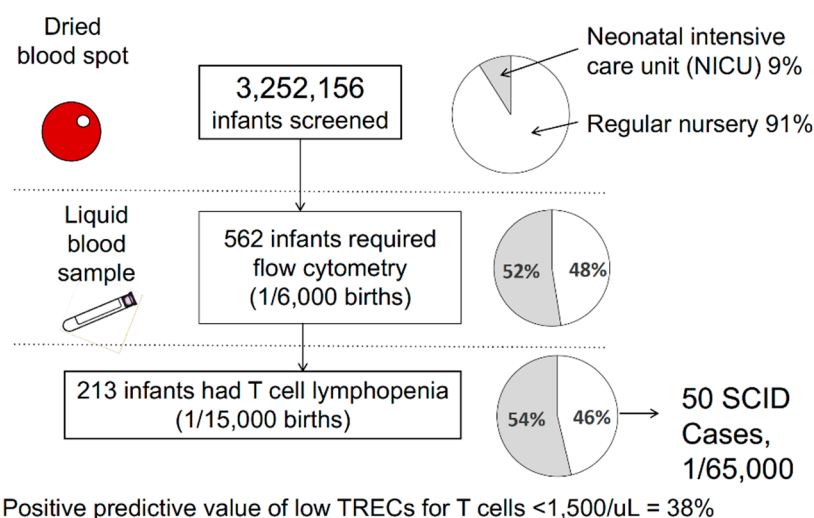 Dried
blood spot
3,252,156
infants screened
Neonatal intensive
care unit (NICU) 9%
Regular nursery 91%
Liquid
blood
sample
562 infants required
flow cytometry
(1/6,000 births)
52%
48%
213 infants had T cell lymphopenia
(1/15,000 births)
54%
46%
50 SCID
Cases,
1/65,000
Positive predictive value of low TRECs for T cells <1,500/uL = 38%